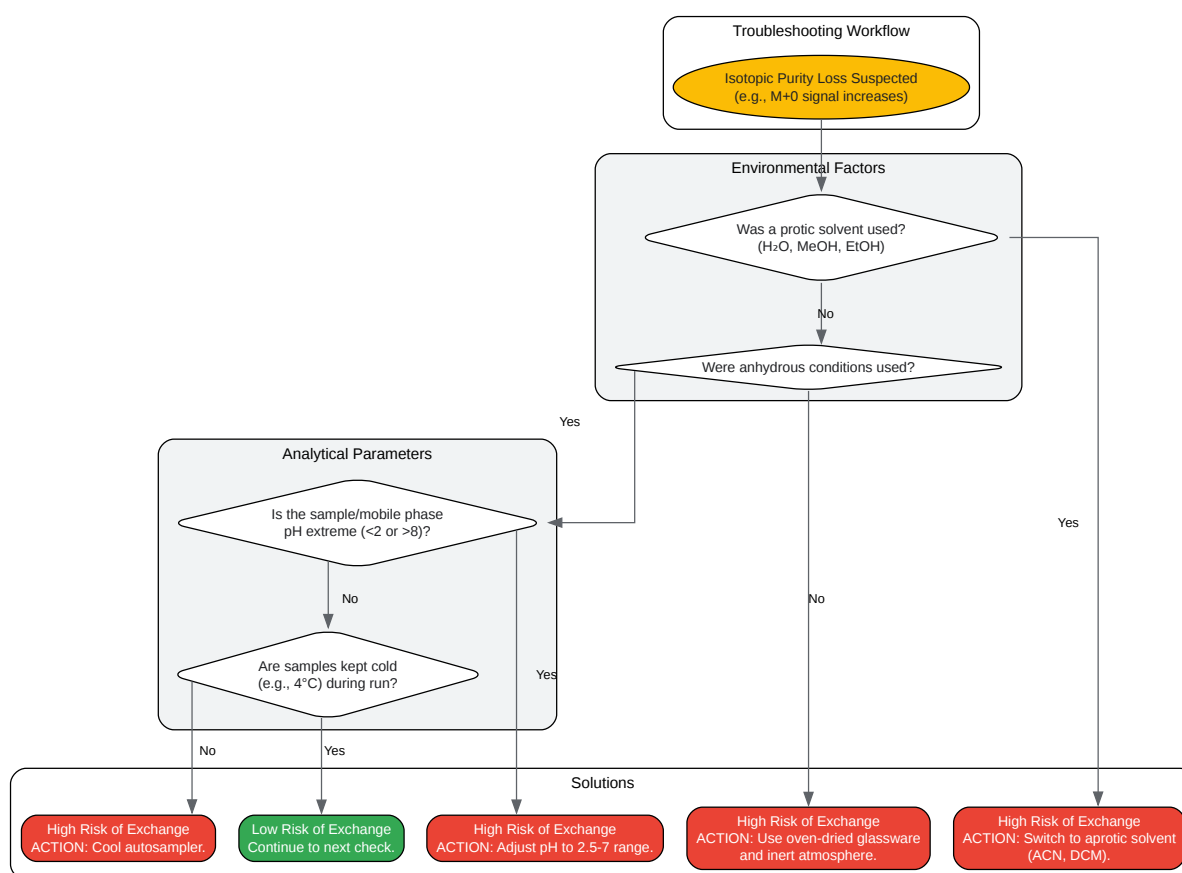 Troubleshooting Workflow
Isotopic Purity Loss Suspected
(e.g., M+0 signal increases)
Environmental Factors
Was a protic solvent used?
(H₂O, MeOH, EtOH)
No
Were anhydrous conditions used?
Yes
Analytical Parameters
Is the sample/mobile phase
pH extreme (<2 or >8)?
Yes
No
No
Are samples kept cold
(e.g., 4°C) during run?
Yes
No
Yes
Solutions
High Risk of Exchange
ACTION: Cool autosampler.
Low Risk of Exchange
Continue to next check.
High Risk of Exchange
ACTION: Adjust pH to 2.5-7 range.
High Risk of Exchange
ACTION: Use oven-dried glassware
and inert atmosphere.
High Risk of Exchange
ACTION: Switch to aprotic solvent
(ACN, DCM).